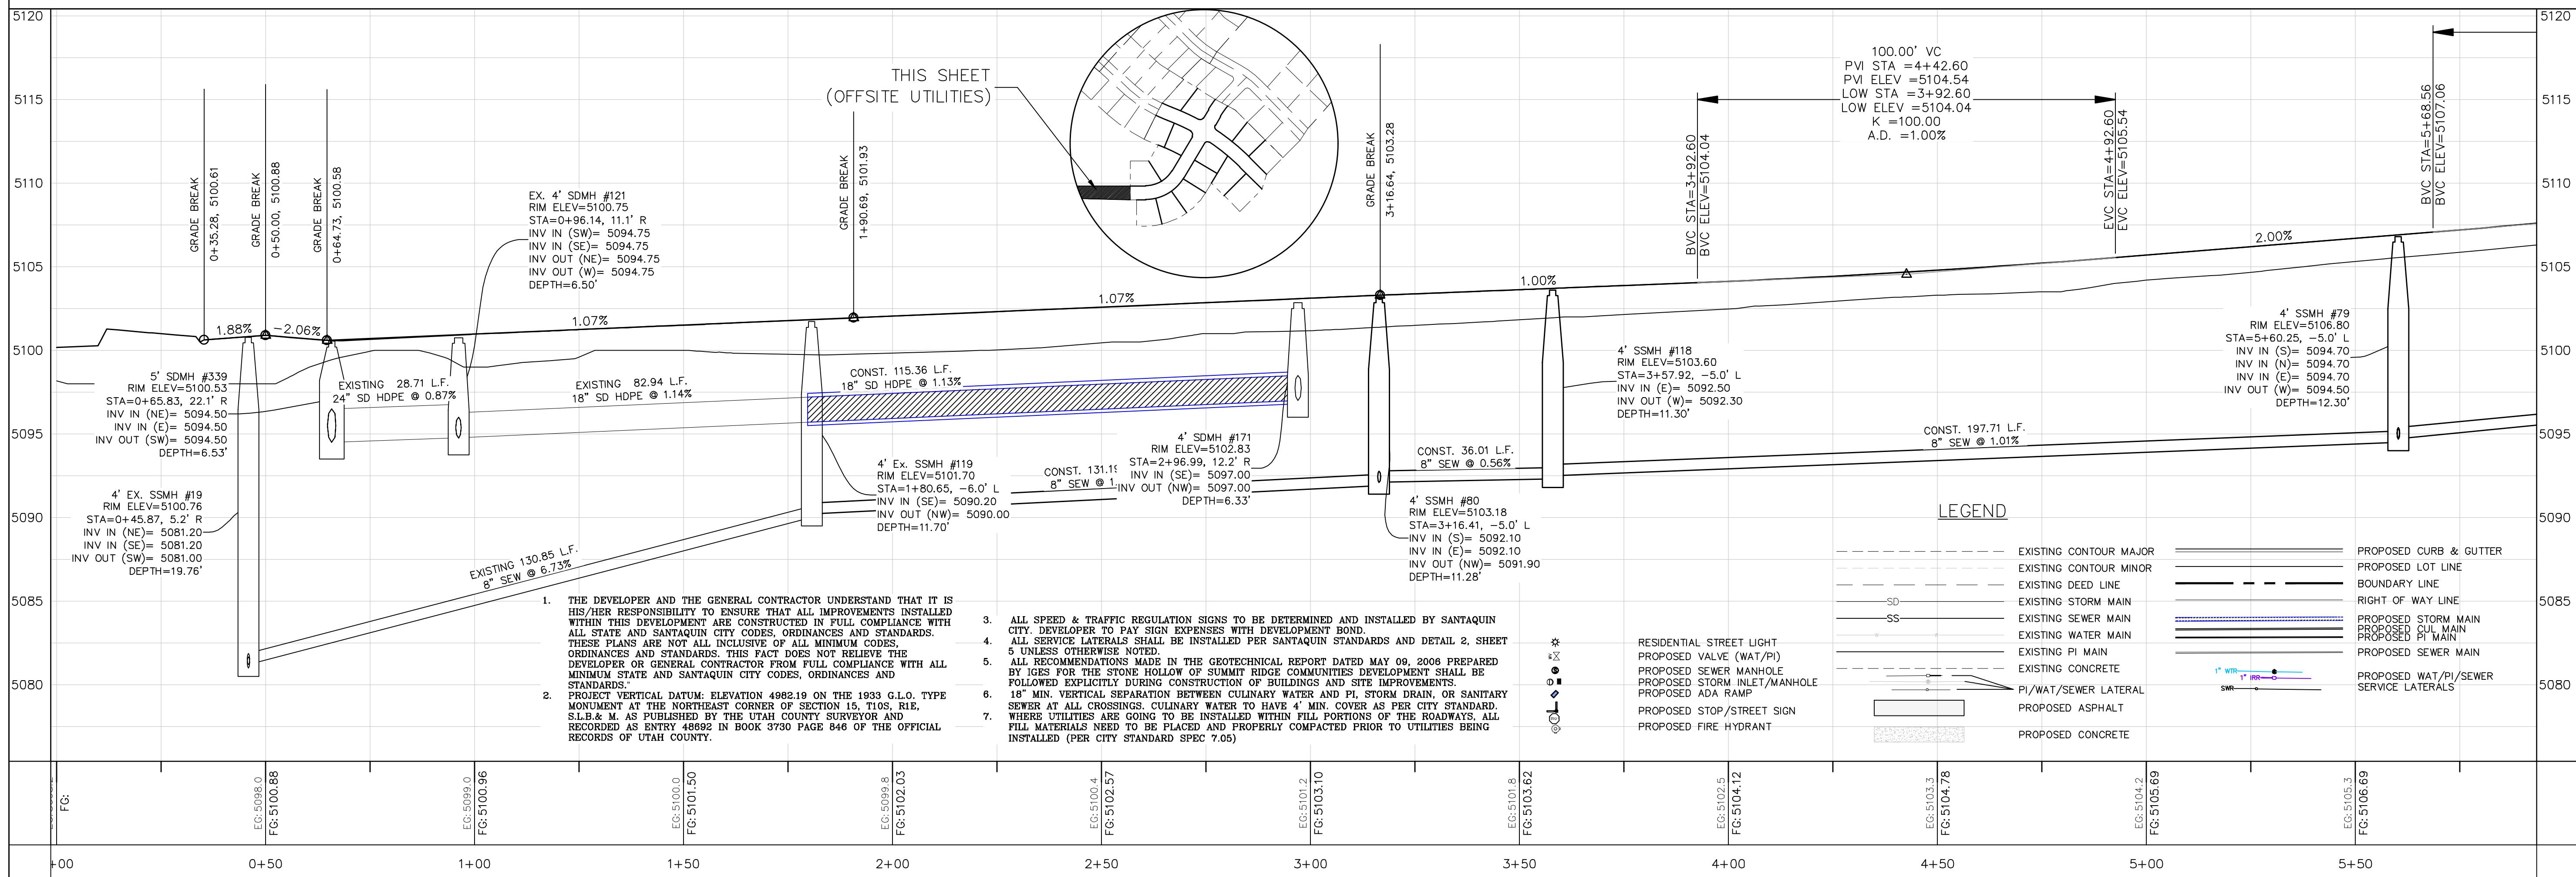 5120
5115
5110
5105
5100
5095
5090
5085
5080
5120
5115
5110
5105
5100
5095
5090
5085
5080
GRADE BREAK
0+35.28, 5100.61
GRADE BREAK
0+50.00, 5100.88
GRADE BREAK
0+64.73, 5100.58
EX. 4' SDMH #121
RIM ELEV=5100.75
STA=0+96.14, 11.1' R
INV IN (SW)= 5094.75
INV IN (SE)= 5094.75
INV OUT (NE)= 5094.75
INV OUT (W)= 5094.75
DEPTH=6.50'
THIS SHEET
(OFFSITE UTILITIES)
GRADE BREAK
1+90.69, 5101.93
GRADE BREAK
3+16.64, 5103.28
100.00' VC
PVI STA =4+42.60
PVI ELEV =5104.54
LOW STA =3+92.60
LOW ELEV =5104.04
K =100.00
A.D. =1.00%
BVC STA=3+92.60
BVC ELEV=5104.04
EVC STA=4+92.60
EVC ELEV=5105.54
BVC STA=5+68.56
BVC ELEV=5107.06
1.88%
-2.06%
1.07%
1.07%
1.00%
2.00%
5' SDMH #339
RIM ELEV=5100.53
STA=0+65.83, 22.1' R
INV IN (NE)= 5094.50
INV IN (E)= 5094.50
INV OUT (SW)= 5094.50
DEPTH=6.53'
EXISTING 28.71 L.F.
24" SD HDPE @ 0.87%
EXISTING 82.94 L.F.
18" SD HDPE @ 1.14%
CONST. 115.36 L.F.
18" SD HDPE @ 1.13%
4' EX. SSMH #19
RIM ELEV=5100.76
STA=0+45.87, 5.2' R
INV IN (NE)= 5081.20
INV IN (SE)= 5081.20
INV OUT (SW)= 5081.00
DEPTH=19.76'
EXISTING 130.85 L.F.
8" SEW @ 6.73%
4' Ex. SSMH #119
RIM ELEV=5101.70
STA=1+80.65, -6.0' L
INV IN (SE)= 5090.20
INV OUT (NW)= 5090.00
DEPTH=11.70'
CONST. 131.19
8" SEW @ 1.
4' SDMH #171
RIM ELEV=5102.83
STA=2+96.99, 12.2' R
INV IN (SE)= 5097.00
INV OUT (NW)= 5097.00
DEPTH=6.33'
CONST. 36.01 L.F.
8" SEW @ 0.56%
4' SSMH #80
RIM ELEV=5103.18
STA=3+16.41, -5.0' L
INV IN (S)= 5092.10
INV IN (E)= 5092.10
INV OUT (NW)= 5091.90
DEPTH=11.28'
4' SSMH #118
RIM ELEV=5103.60
STA=3+57.92, -5.0' L
INV IN (E)= 5092.50
INV OUT (W)= 5092.30
DEPTH=11.30'
CONST. 197.71 L.F.
8" SEW @ 1.01%
4' SSMH #79
RIM ELEV=5106.80
STA=5+60.25, -5.0' L
INV IN (S)= 5094.70
INV IN (N)= 5094.70
INV IN (E)= 5094.70
INV OUT (W)= 5094.50
DEPTH=12.30'
1. THE DEVELOPER AND THE GENERAL CONTRACTOR UNDERSTAND THAT IT IS
HIS/HER RESPONSIBILITY TO ENSURE THAT ALL IMPROVEMENTS INSTALLED
WITHIN THIS DEVELOPMENT ARE CONSTRUCTED IN FULL COMPLIANCE WITH
ALL STATE AND SANTAQUIN CITY CODES, ORDINANCES AND STANDARDS.
THESE PLANS ARE NOT ALL INCLUSIVE OF ALL MINIMUM CODES,
ORDINANCES AND STANDARDS. THIS FACT DOES NOT RELIEVE THE
DEVELOPER OR GENERAL CONTRACTOR FROM FULL COMPLIANCE WITH ALL
MINIMUM STATE AND SANTAQUIN CITY CODES, ORDINANCES AND
STANDARDS."
2. PROJECT VERTICAL DATUM: ELEVATION 4982.19 ON THE 1933 G.L.O. TYPE
MONUMENT AT THE NORTHEAST CORNER OF SECTION 15, T10S, R1E,
S.L.B.& M. AS PUBLISHED BY THE UTAH COUNTY SURVEYOR AND
RECORDED AS ENTRY 48692 IN BOOK 3730 PAGE 846 OF THE OFFICIAL
RECORDS OF UTAH COUNTY.
3. ALL SPEED & TRAFFIC REGULATION SIGNS TO BE DETERMINED AND INSTALLED BY SANTAQUIN
CITY. DEVELOPER TO PAY SIGN EXPENSES WITH DEVELOPMENT BOND.
4. ALL SERVICE LATERALS SHALL BE INSTALLED PER SANTAQUIN STANDARDS AND DETAIL 2, SHEET
5 UNLESS OTHERWISE NOTED.
5. ALL RECOMMENDATIONS MADE IN THE GEOTECHNICAL REPORT DATED MAY 09, 2006 PREPARED
BY IGES FOR THE STONE HOLLOW OF SUMMIT RIDGE COMMUNITIES DEVELOPMENT SHALL BE
FOLLOWED EXPLICITLY DURING CONSTRUCTION OF BUILDINGS AND SITE IMPROVEMENTS.
6. 18" MIN. VERTICAL SEPARATION BETWEEN CULINARY WATER AND PI, STORM DRAIN, OR SANITARY
SEWER AT ALL CROSSINGS. CULINARY WATER TO HAVE 4' MIN. COVER AS PER CITY STANDARD.
7. WHERE UTILITIES ARE GOING TO BE INSTALLED WITHIN FILL PORTIONS OF THE ROADWAYS, ALL
FILL MATERIALS NEED TO BE PLACED AND PROPERLY COMPACTED PRIOR TO UTILITIES BEING
INSTALLED (PER CITY STANDARD SPEC 7.05)
LEGEND
RESIDENTIAL STREET LIGHT
PROPOSED VALVE (WAT/PI)
PROPOSED SEWER MANHOLE
PROPOSED STORM INLET/MANHOLE
PROPOSED ADA RAMP
PROPOSED STOP/STREET SIGN
PROPOSED FIRE HYDRANT
EXISTING CONTOUR MAJOR
EXISTING CONTOUR MINOR
EXISTING DEED LINE
SD EXISTING STORM MAIN
SS EXISTING SEWER MAIN
EXISTING WATER MAIN
EXISTING PI MAIN
EXISTING CONCRETE
PI/WAT/SEWER LATERAL
PROPOSED ASPHALT
PROPOSED CONCRETE
PROPOSED CURB & GUTTER
PROPOSED LOT LINE
BOUNDARY LINE
RIGHT OF WAY LINE
PROPOSED STORM MAIN
PROPOSED CUL MAIN
PROPOSED PI MAIN
PROPOSED SEWER MAIN
1" WTR
1" IRR
SWR
PROPOSED WAT/PI/SEWER
SERVICE LATERALS
FG:
EG: 5098.0
FG: 5100.88
EG: 5099.0
FG: 5100.96
EG: 5100.0
FG: 5101.50
EG: 5099.8
FG: 5102.03
EG: 5100.4
FG: 5102.57
EG: 5101.2
FG: 5103.10
EG: 5101.8
FG: 5103.62
EG: 5102.5
FG: 5104.12
EG: 5103.3
FG: 5104.78
EG: 5104.2
FG: 5105.69
EG: 5105.3
FG: 5106.69
+00
0+50
1+00
1+50
2+00
2+50
3+00
3+50
4+00
4+50
5+00
5+50